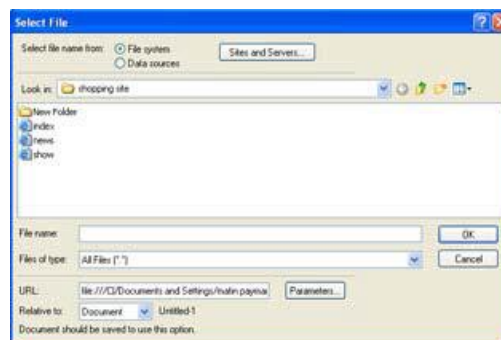 Select File
Select file name from: File system
Data sources
Sites and Servers...
Look in: shopping site
New Folder
index
news
show
File name:
OK
Files of type: All Files (*.*)
Cancel
URL: file:///C|/Documents and Settings/matin paymai
Parameters...
Relative to: Document Untitled-1
Document should be saved to use this option.